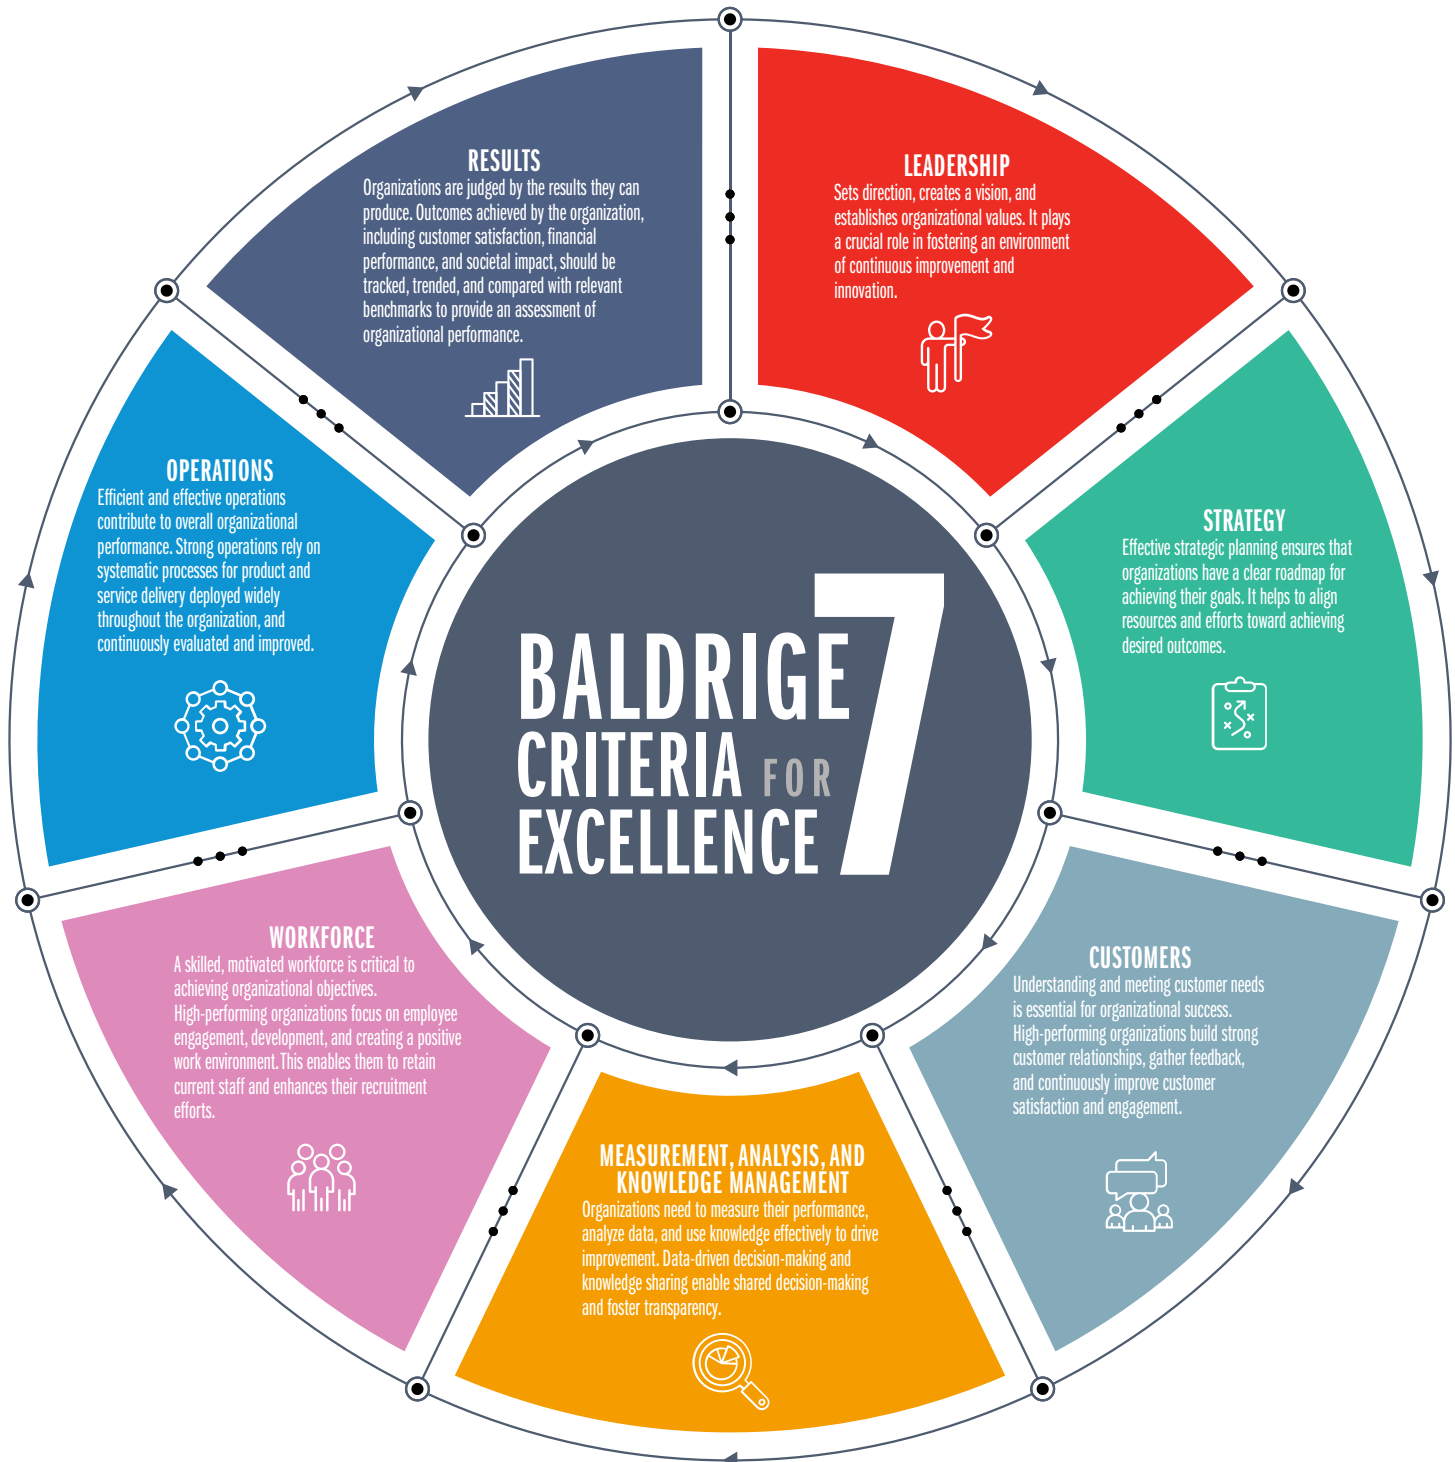 BALDRIGE
CRITERIA FOR
EXCELLENCE
7
LEADERSHIP
Sets direction, creates a vision, and
establishes organizational values. It plays
a crucial role in fostering an environment
of continuous improvement and
innovation.
STRATEGY
Effective strategic planning ensures that
organizations have a clear roadmap for
achieving their goals. It helps to align
resources and efforts toward achieving
desired outcomes.
CUSTOMERS
Understanding and meeting customer needs
is essential for organizational success.
High-performing organizations build strong
customer relationships, gather feedback,
and continuously improve customer
satisfaction and engagement.
MEASUREMENT, ANALYSIS, AND
KNOWLEDGE MANAGEMENT
Organizations need to measure their performance,
analyze data, and use knowledge effectively to drive
improvement. Data-driven decision-making and
knowledge sharing enable shared decision-making
and foster transparency.
WORKFORCE
A skilled, motivated workforce is critical to
achieving organizational objectives.
High-performing organizations focus on employee
engagement, development, and creating a positive
work environment. This enables them to retain
current staff and enhances their recruitment
efforts.
OPERATIONS
Efficient and effective operations
contribute to overall organizational
performance. Strong operations rely on
systematic processes for product and
service delivery deployed widely
throughout the organization, and
continuously evaluated and improved.
RESULTS
Organizations are judged by the results they can
produce. Outcomes achieved by the organization,
including customer satisfaction, financial
performance, and societal impact, should be
tracked, trended, and compared with relevant
benchmarks to provide an assessment of
organizational performance.